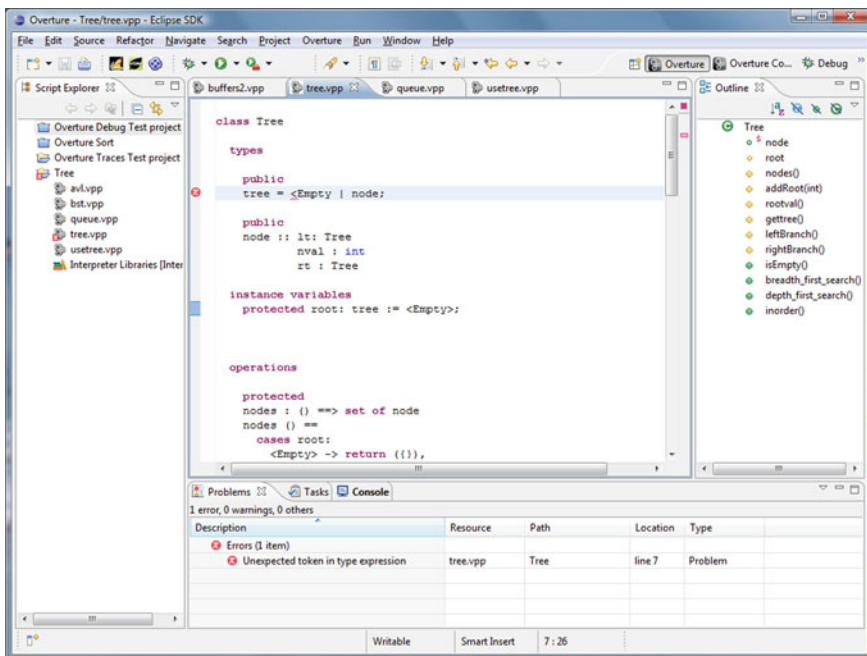 Overture - Tree/tree.vpp - Eclipse SDK
File Edit Source Refactor Navigate Search Project Overture Run Window Help
Overture Overture Co... Debug
Script Explorer
Overture Debug Test project
Overture Sort
Overture Traces Test project
Tree
avl.vpp
bst.vpp
queue.vpp
tree.vpp
usetree.vpp
Interpreter Libraries [Inter
buffers2.vpp tree.vpp queue.vpp usetree.vpp
class Tree
types
public
tree = <Empty | node;
public
node :: lt: Tree
nval : int
rt : Tree
instance variables
protected root: tree := <Empty>;
operations
protected
nodes : () ==> set of node
nodes () ==
cases root:
<Empty> -> return ({}),
Outline
Tree
node
root
nodes()
addRoot(int)
rootval()
gettree()
leftBranch()
rightBranch()
isEmpty()
breadth_first_search()
depth_first_search()
inorder()
Problems Tasks Console
1 error, 0 warnings, 0 others
Description Resource Path Location Type
Errors (1 item)
Unexpected token in type expression tree.vpp Tree line 7 Problem
Writable Smart Insert 7 : 26